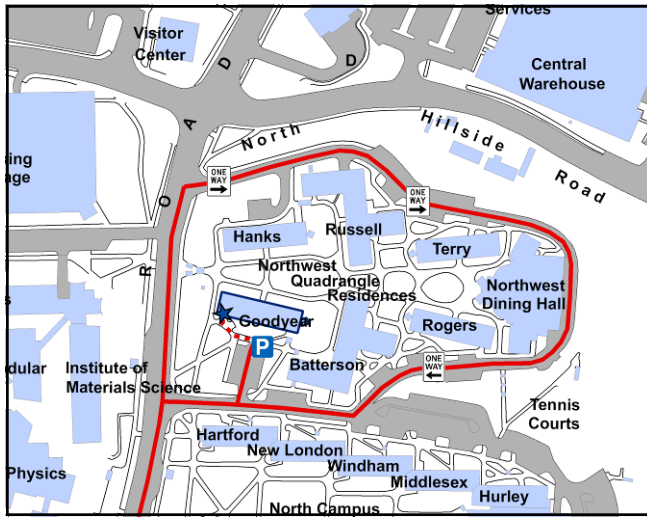 Services
Visitor
Center
Central
Warehouse
D
D
A
O
R
North
Hillside
Road
ing
age
ONE
WAY
ONE
WAY
Hanks
Russell
Terry
Northwest
Quadrangle
Residences
Northwest
Dining Hall
Goodyear
Rogers
P
Batterson
ONE
WAY
s
dular
Institute of
Materials Science
Tennis
Courts
Hartford
New London
Windham
Middlesex
Hurley
Physics
North Campus